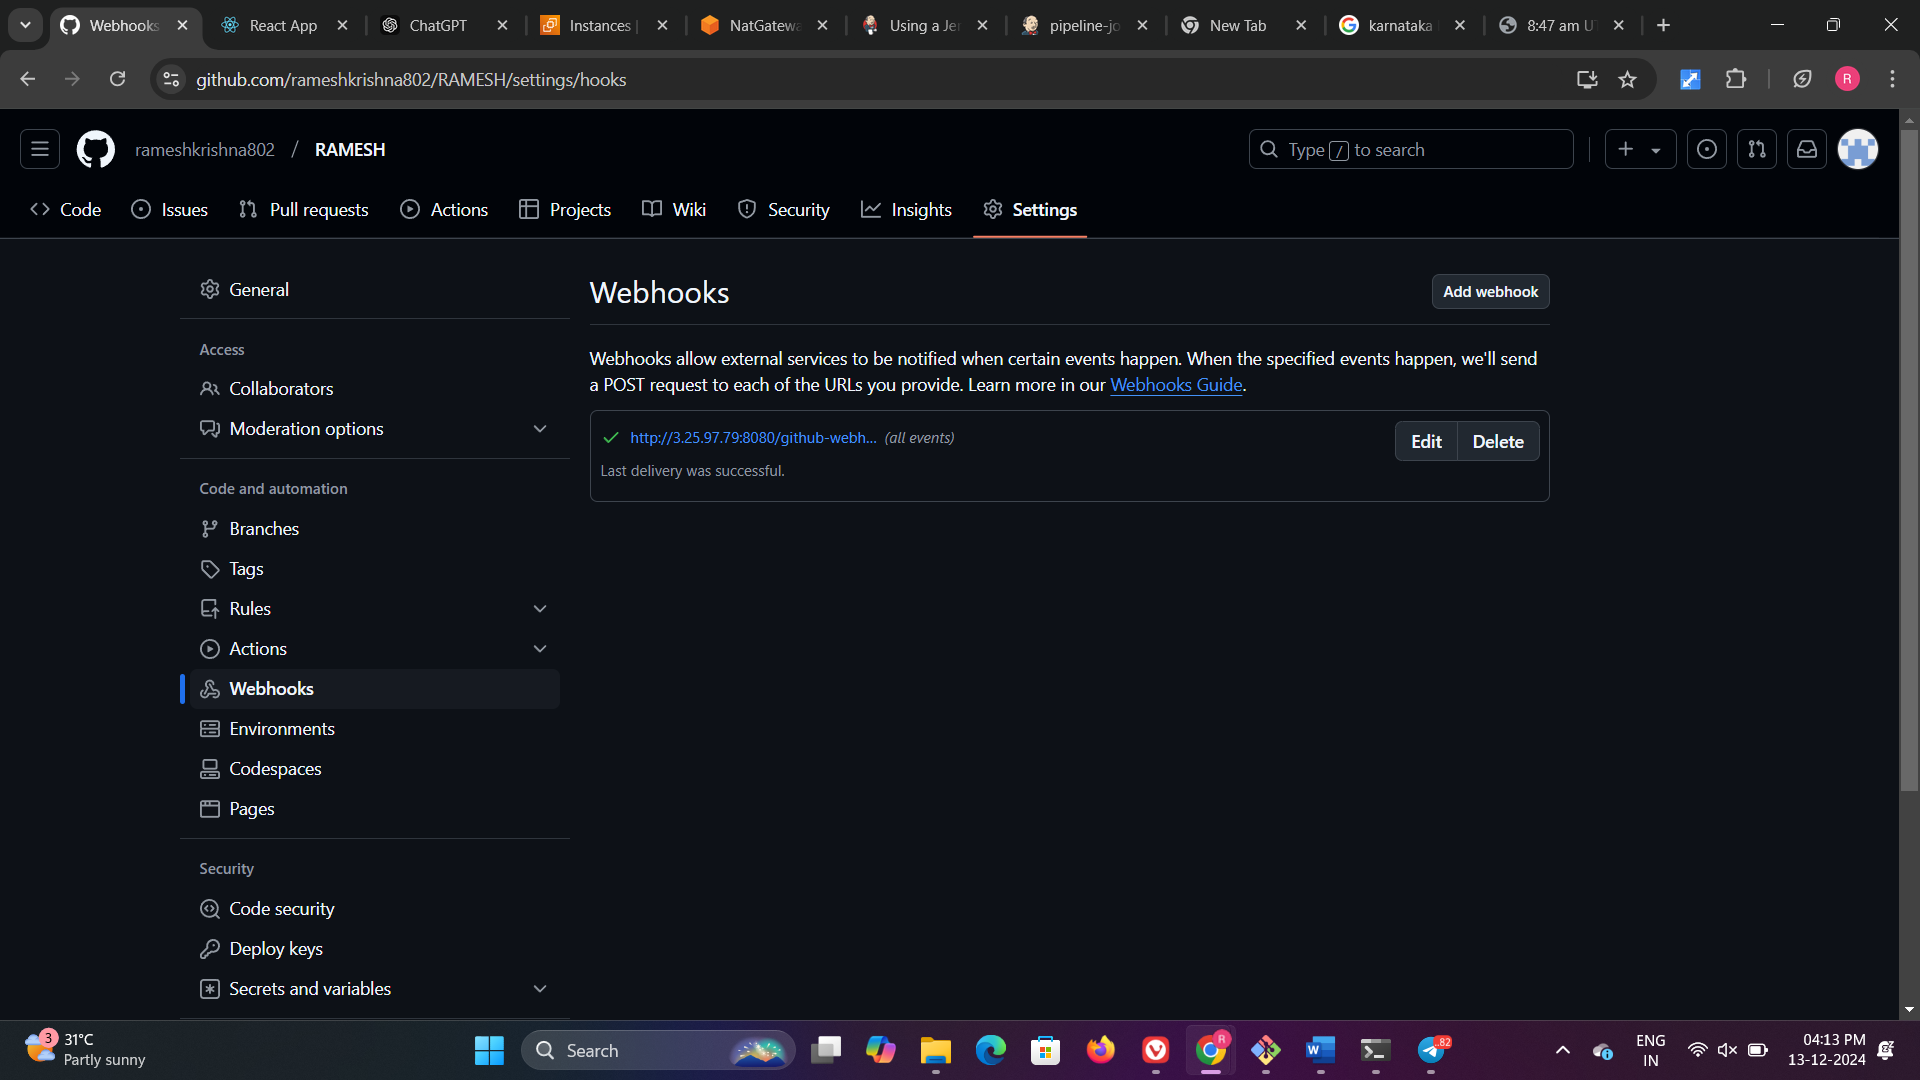 Webhooks
React App
ChatGPT
Instances |
NatGatewa
Using a Jen
pipeline-jo
New Tab
karnataka
8:47 am U
github.com/rameshkrishna802/RAMESH/settings/hooks
R
rameshkrishna802 / RAMESH
Type / to search
Code
Issues
Pull requests
Actions
Projects
Wiki
Security
Insights
Settings
General
Access
Collaborators
Moderation options
Code and automation
Branches
Tags
Rules
Actions
Webhooks
Environments
Codespaces
Pages
Security
Code security
Deploy keys
Secrets and variables
Webhooks
Add webhook
Webhooks allow external services to be notified when certain events happen. When the specified events happen, we'll send
a POST request to each of the URLs you provide. Learn more in our Webhooks Guide.
http://3.25.97.79:8080/github-webh... (all events)
Edit
Delete
Last delivery was successful.
3
31°C
Partly sunny
Search
R
82
ENG
IN
04:13 PM
13-12-2024